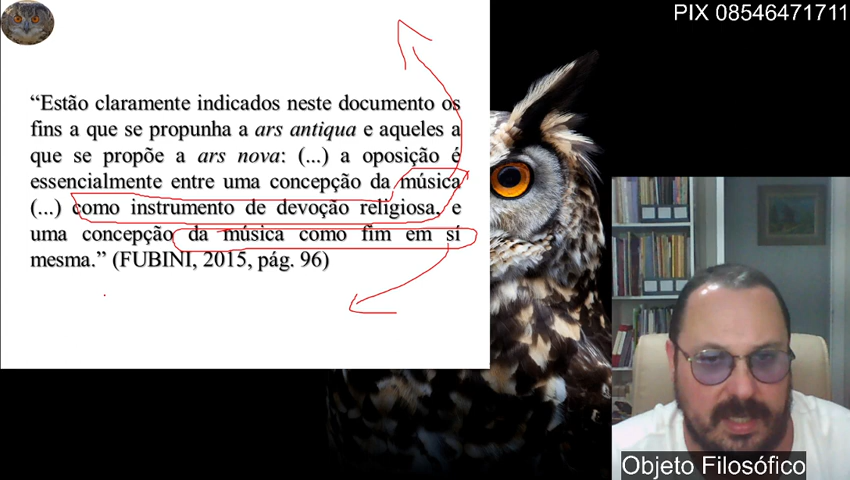 PIX 08546471711
“Estão claramente indicados neste documento os
fins a que se propunha a ars antiqua e aqueles a
que se propõe a ars nova: (...) a oposição é
essencialmente entre uma concepção da música
(...) como instrumento de devoção religiosa, e
uma concepção da música como fim em si
mesma.” (FUBINI, 2015, pág. 96)
Objeto Filosófico